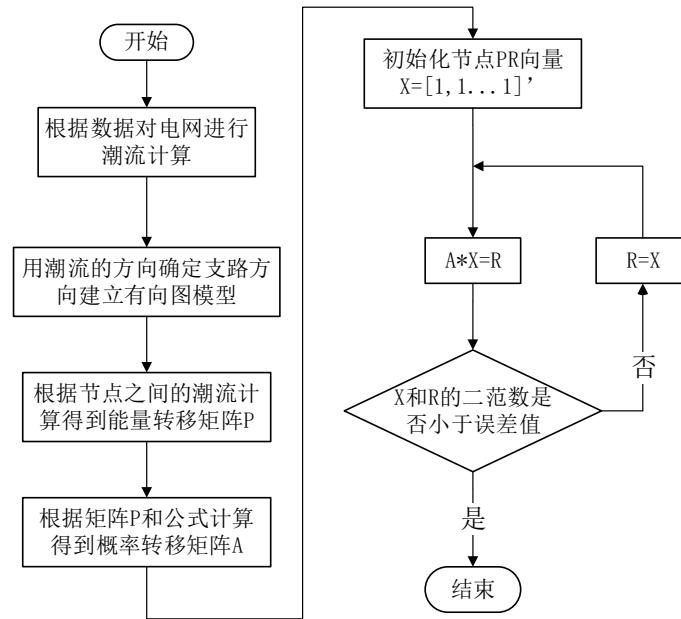 开始
根据数据对电网进行
潮流计算
用潮流的方向确定支路方
向建立有向图模型
根据节点之间的潮流计
算得到能量转移矩阵P
根据矩阵P和公式计算
得到概率转移矩阵A
初始化节点PR向量
X=[1,1...1]’
A*X=R
R=X
X和R的二范数是
否小于误差值
否
是
结束